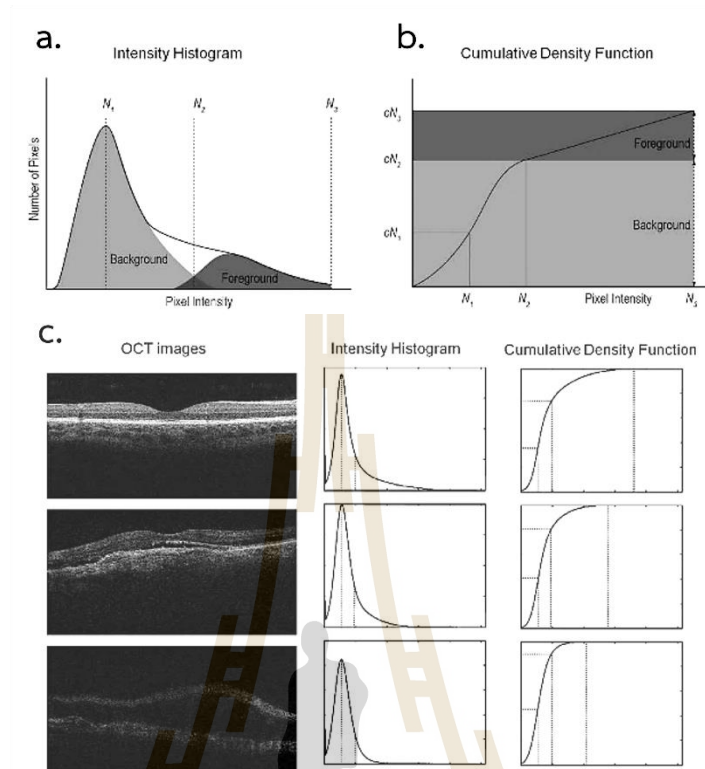 a.
Intensity Histogram
N1
N2
N3
Number of Pixels
Background
Foreground
Pixel Intensity
b.
Cumulative Density Function
cN3
cN2
cN1
Foreground
Background
N1
N2
Pixel Intensity
N3
c.
OCT images
Intensity Histogram
Cumulative Density Function